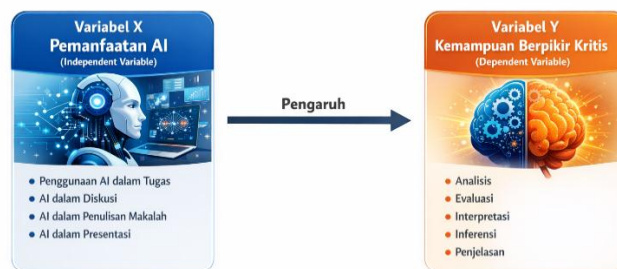 Variabel X
Pemanfaatan AI
(Independent Variable)
• Penggunaan AI dalam Tugas
• AI dalam Diskusi
• AI dalam Penulisan Makalah
• AI dalam Presentasi
Pengaruh
Variabel Y
Kemampuan Berpikir Kritis
(Dependent Variable)
• Analisis
• Evaluasi
• Interpretasi
• Inferensi
• Penjelasan